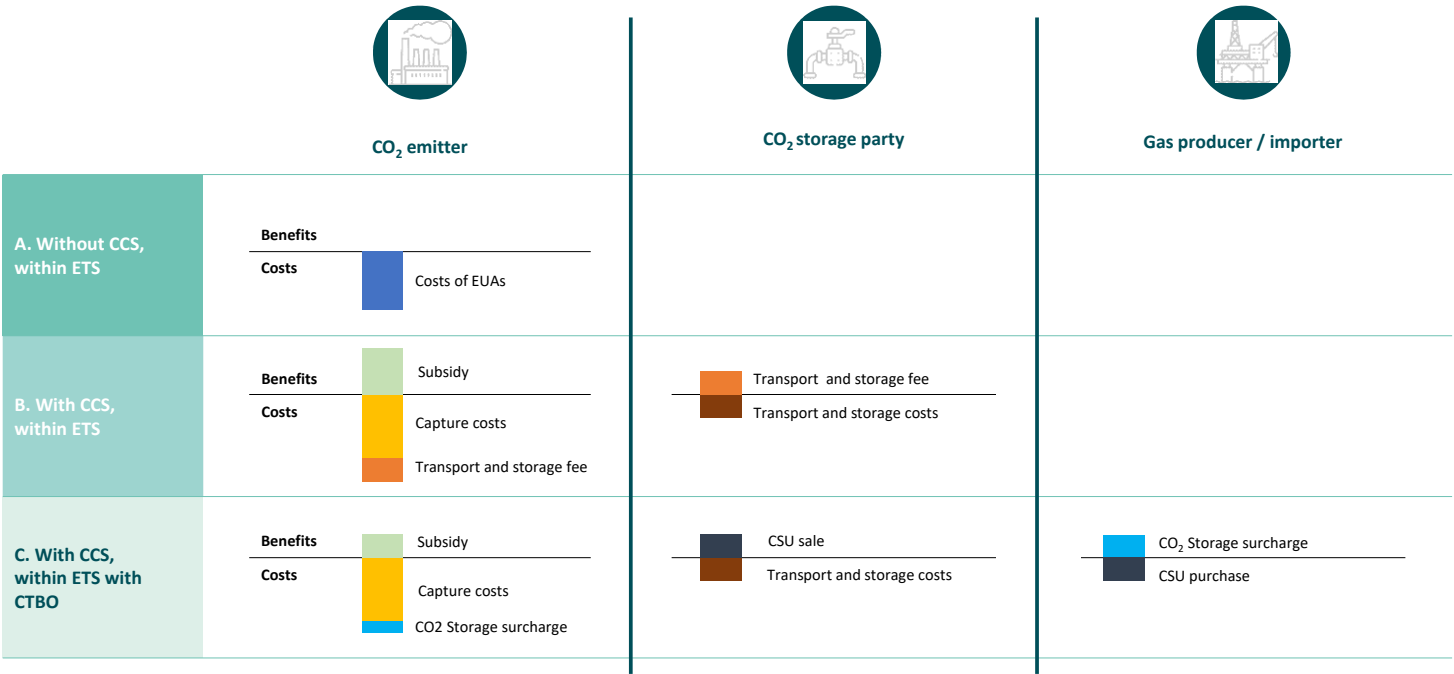 CO₂ emitter
CO₂ storage party
Gas producer / importer
A. Without CCS,
within ETS
Benefits
Costs
Costs of EUAs
B. With CCS,
within ETS
Benefits
Costs
Subsidy
Capture costs
Transport and storage fee
Transport and storage fee
Transport and storage costs
C. With CCS,
within ETS with
CTBO
Benefits
Costs
Subsidy
Capture costs
CO2 Storage surcharge
CSU sale
Transport and storage costs
CO₂ Storage surcharge
CSU purchase